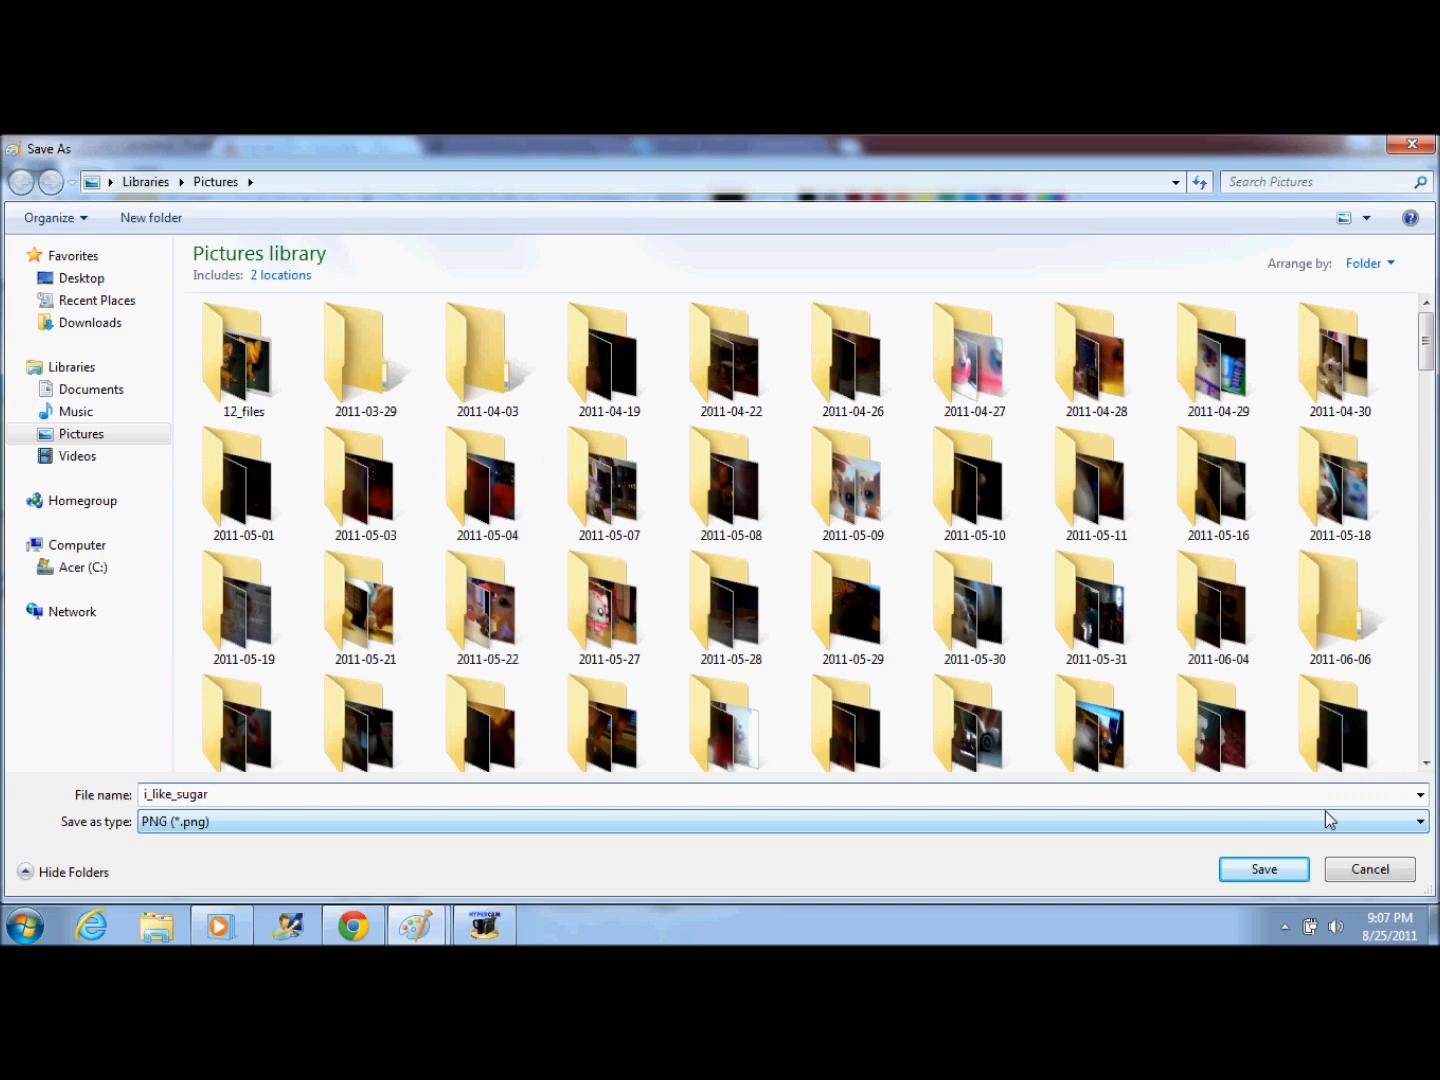 Save As
Libraries Pictures
Search Pictures
Organize New folder
Favorites
Desktop
Recent Places
Downloads
Libraries
Documents
Music
Pictures
Videos
Homegroup
Computer
Acer (C:)
Network
Pictures library
Includes: 2 locations
Arrange by: Folder
12_files 2011-03-29 2011-04-03 2011-04-19 2011-04-22 2011-04-26 2011-04-27 2011-04-28 2011-04-29 2011-04-30
2011-05-01 2011-05-03 2011-05-04 2011-05-07 2011-05-08 2011-05-09 2011-05-10 2011-05-11 2011-05-16 2011-05-18
2011-05-19 2011-05-21 2011-05-22 2011-05-27 2011-05-28 2011-05-29 2011-05-30 2011-05-31 2011-06-04 2011-06-06
File name: i_like_sugar
Save as type: PNG (*.png)
Hide Folders Save Cancel
HYPERCAM
9:07 PM
8/25/2011